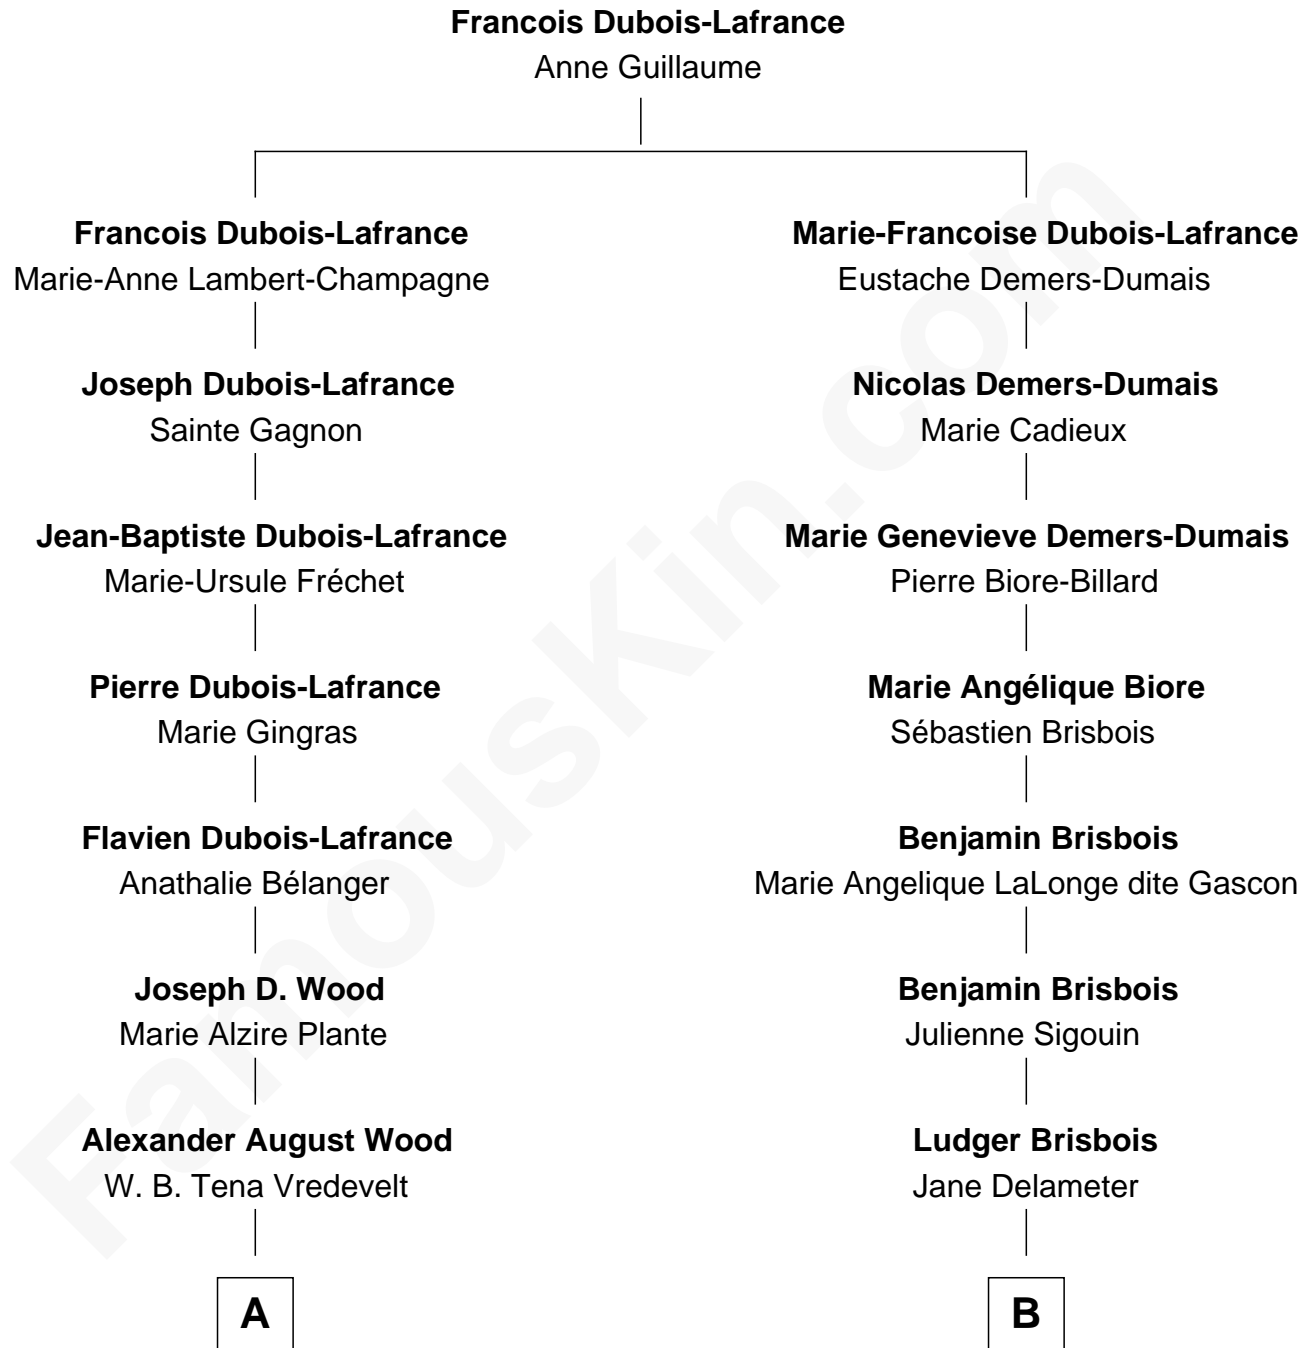 Francois Dubois-Lafrance
Anne Guillaume
Francois Dubois-Lafrance
Marie-Anne Lambert-Champagne
Marie-Francoise Dubois-Lafrance
Eustache Demers-Dumais
Joseph Dubois-Lafrance
Sainte Gagnon
Nicolas Demers-Dumais
Marie Cadieux
Jean-Baptiste Dubois-Lafrance
Marie-Ursule Fréchet
Marie Genevieve Demers-Dumais
Pierre Biore-Billard
Pierre Dubois-Lafrance
Marie Gingras
Marie Angélique Biore
Sébastien Brisbois
Flavien Dubois-Lafrance
Anathalie Bélanger
Benjamin Brisbois
Marie Angelique LaLonge dite Gascon
Joseph D. Wood
Marie Alzire Plante
Benjamin Brisbois
Julienne Sigouin
Alexander August Wood
W. B. Tena Vredevelt
Ludger Brisbois
Jane Delameter
A
B
FamousKin.com